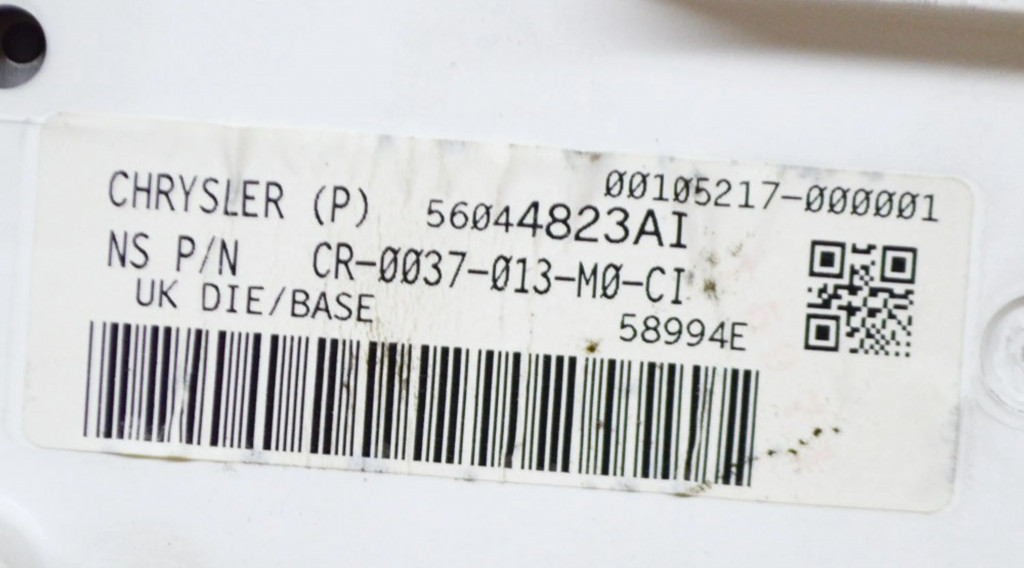 00105217-000001
CHRYSLER (P) 56044823AI
NS P/N CR-0037-013-M0-CI
UK DIE/BASE 58994E